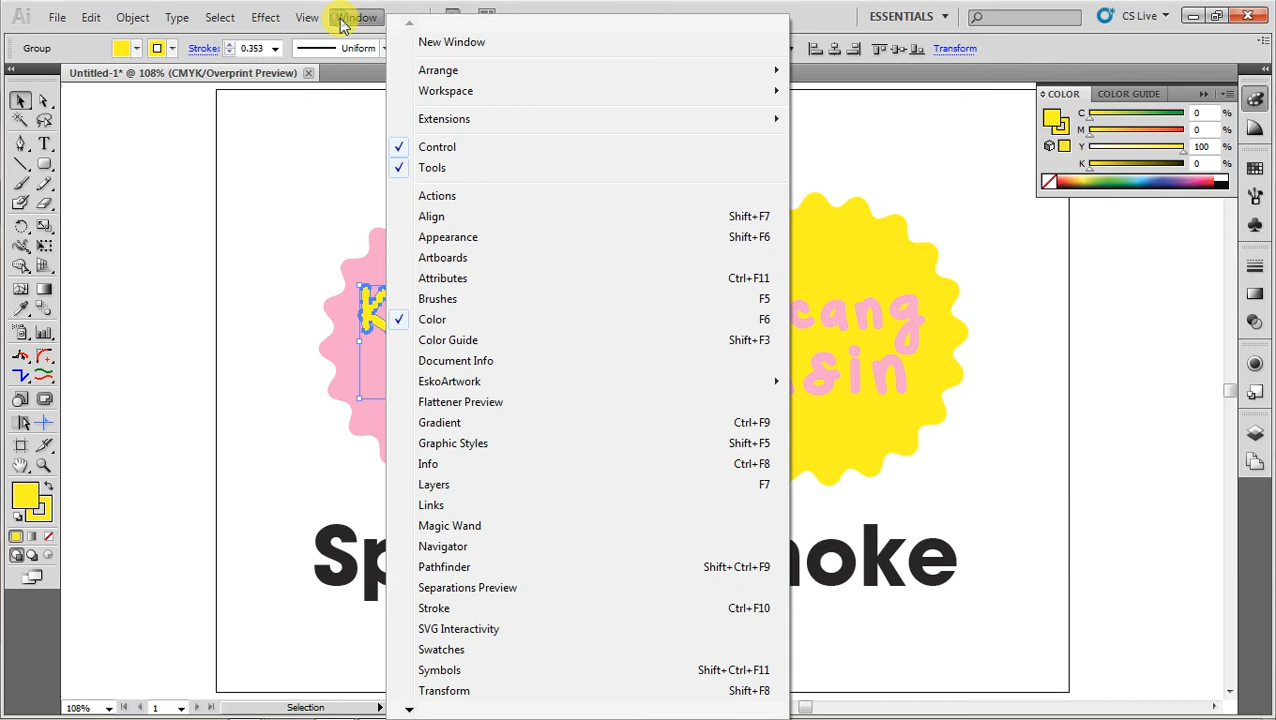 Ai File Edit Object Type Select Effect View Window ESSENTIALS CS Live
Group Stroke: 0.353 Uniform Transform
Untitled-1* @ 108% (CMYK/Overprint Preview)
New Window
Arrange
Workspace
Extensions
Control
Tools
Actions
Align Shift+F7
Appearance Shift+F6
Artboards
Attributes Ctrl+F11
Brushes F5
Color F6
Color Guide Shift+F3
Document Info
EskoArtwork
Flattener Preview
Gradient Ctrl+F9
Graphic Styles Shift+F5
Info Ctrl+F8
Layers F7
Links
Magic Wand
Navigator
Pathfinder Shift+Ctrl+F9
Separations Preview
Stroke Ctrl+F10
SVG Interactivity
Swatches
Symbols Shift+Ctrl+F11
Transform Shift+F8
COLOR COLOR GUIDE
C 0 %
M 0 %
Y 100 %
K 0 %
K
cang
&in
Sp
oke
108% 1 Selection